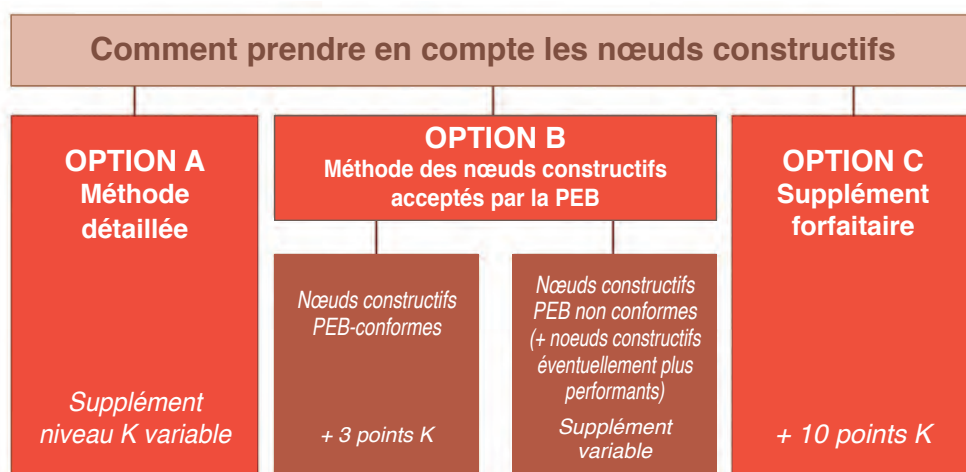 Comment prendre en compte les nœuds constructifs
OPTION A
Méthode
détaillée
Supplément
niveau K variable
OPTION B
Méthode des nœuds constructifs
acceptés par la PEB
Nœuds constructifs
PEB-conformes
+ 3 points K
Nœuds constructifs
PEB non conformes
(+ noeuds constructifs
éventuellement plus
performants)
Supplément
variable
OPTION C
Supplément
forfaitaire
+ 10 points K